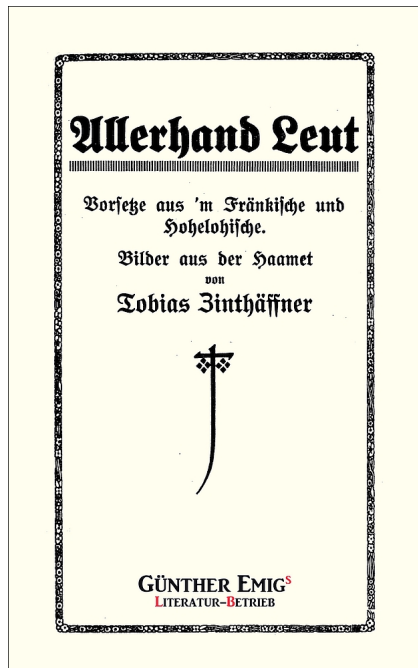 Allerhand Leut
Vorsetze aus 'm Fränkische und
Hohelohische.
Bilder aus der Haamet
von
Tobias Zinthäffner
GÜNTHER EMIGS
LITERATUR-BETRIEB